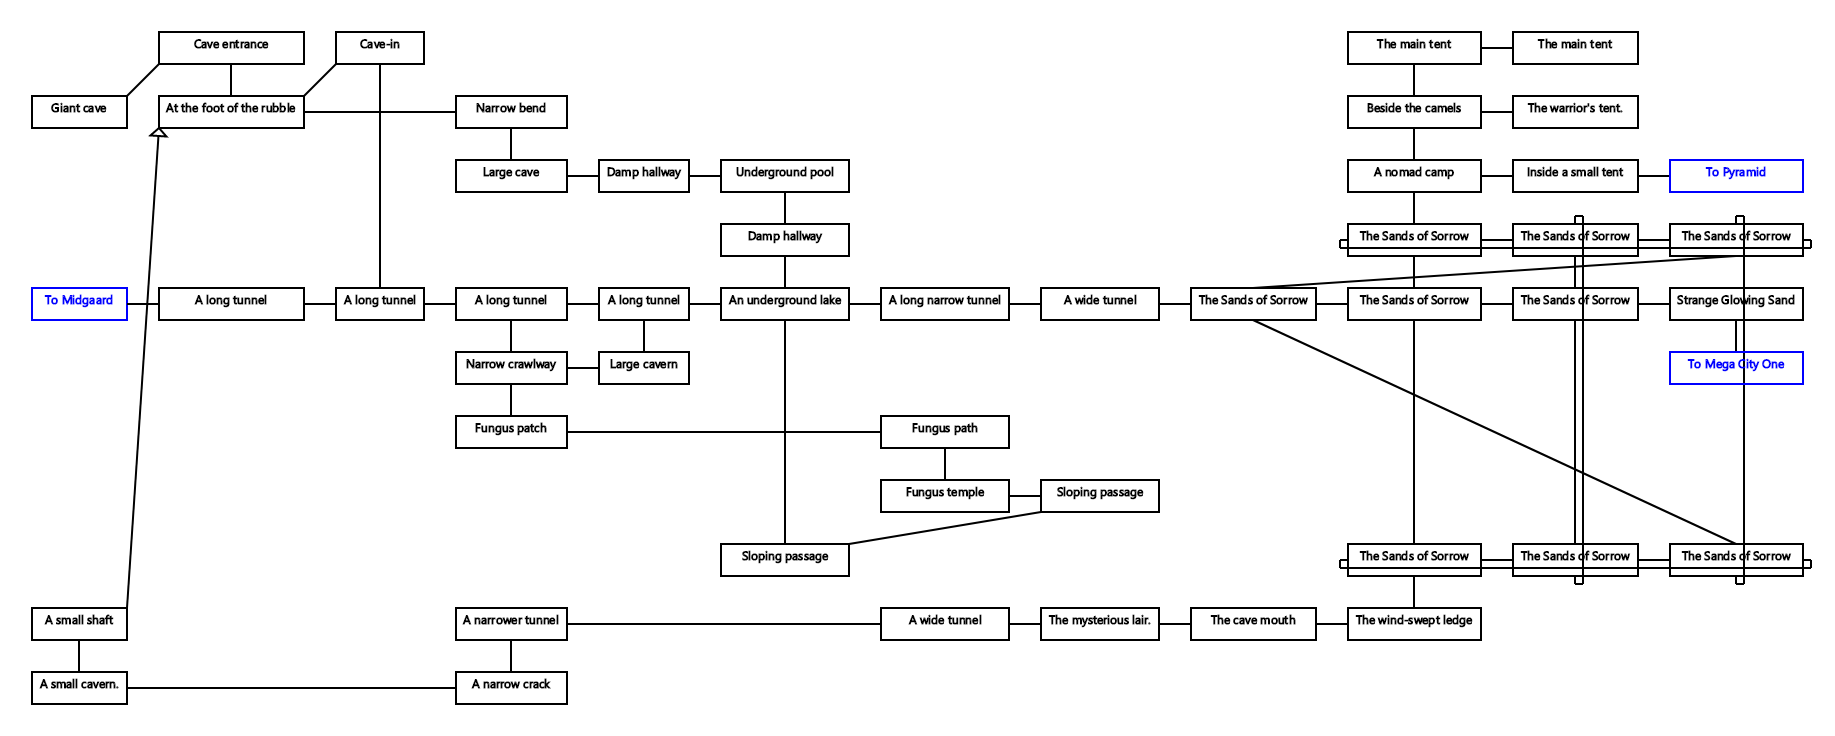 Cave entrance
Cave-in
The main tent
The main tent
Giant cave
At the foot of the rubble
Narrow bend
Beside the camels
The warrior's tent.
Large cave
Damp hallway
Underground pool
A nomad camp
Inside a small tent
To Pyramid
Damp hallway
The Sands of Sorrow
The Sands of Sorrow
The Sands of Sorrow
To Midgaard
A long tunnel
A long tunnel
A long tunnel
A long tunnel
An underground lake
A long narrow tunnel
A wide tunnel
The Sands of Sorrow
The Sands of Sorrow
The Sands of Sorrow
Strange Glowing Sand
Narrow crawlway
Large cavern
To Mega City One
Fungus patch
Fungus path
Fungus temple
Sloping passage
Sloping passage
The Sands of Sorrow
The Sands of Sorrow
The Sands of Sorrow
A small shaft
A narrower tunnel
A wide tunnel
The mysterious lair.
The cave mouth
The wind-swept ledge
A small cavern.
A narrow crack